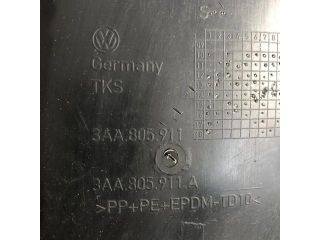 S
Germany
TKS
3AA.805.911
3AA.805.911.A
>PP+PE+EPDM-TD10<